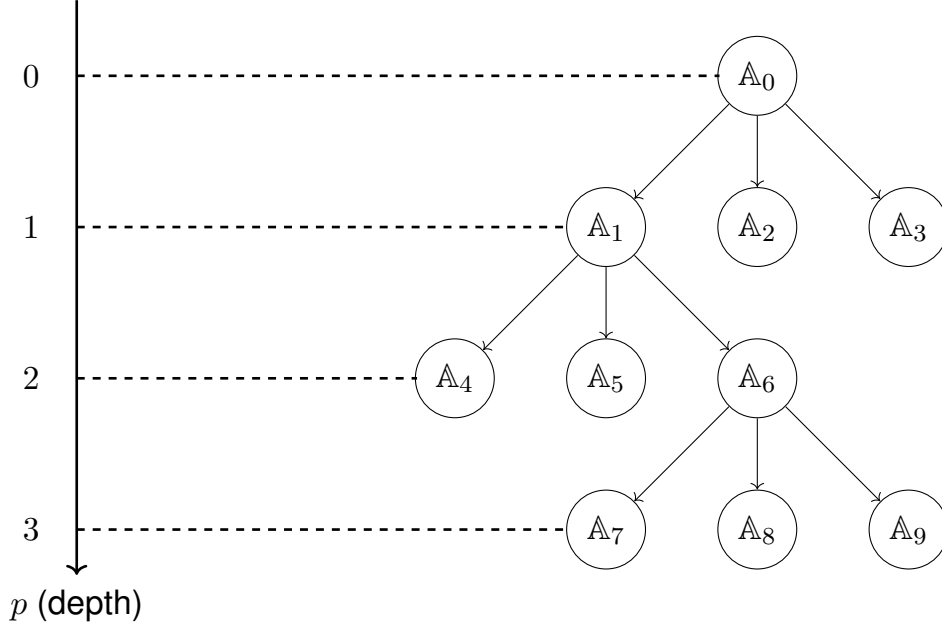 0 𝔸₀
1 𝔸₁ 𝔸₂ 𝔸₃
2 𝔸₄ 𝔸₅ 𝔸₆
3 𝔸₇ 𝔸₈ 𝔸₉
p (depth)